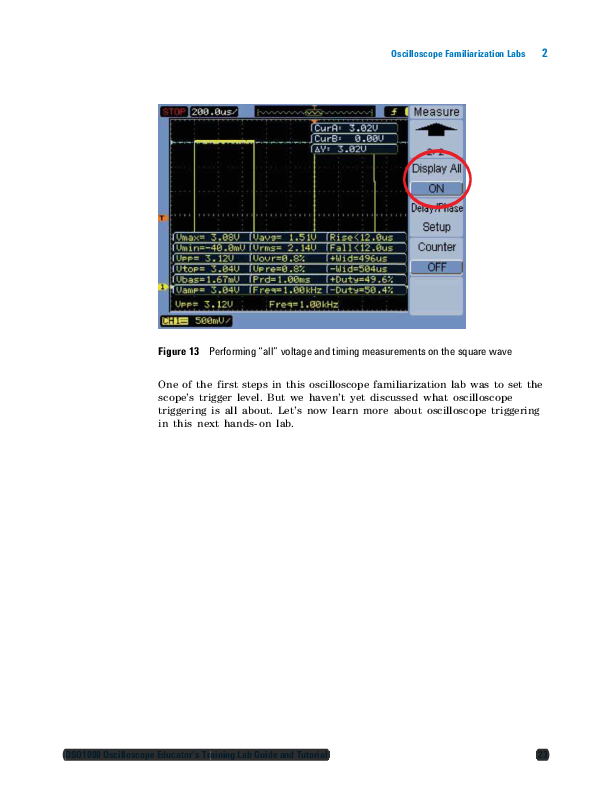 Oscilloscope Familiarization Labs 2
STOP 200.0us/
Measure
CurA: 3.02V
CurB: 0.00V
ΔY: 3.02V
2/2
Display All
ON
Delay/Phase
Setup
Counter
OFF
T
Vmax= 3.08V Vavg= 1.51V Rise<12.0us
Vmin=-40.0mV Vrms= 2.14V Fall<12.0us
Vpp= 3.12V Vovr=0.8% +Wid=496us
Vtop= 3.04V Vpre=0.8% -Wid=504us
Vbas=1.67mV Prd=1.00ms +Duty=49.6%
Vamp= 3.04V Freq=1.00kHz -Duty=50.4%
Vpp= 3.12V Freq=1.00kHz
CH1 500mV/
Figure 13 Performing "all" voltage and timing measurements on the square wave
One of the first steps in this oscilloscope familiarization lab was to set the
scope's trigger level. But we haven't yet discussed what oscilloscope
triggering is all about. Let's now learn more about oscilloscope triggering
in this next hands-on lab.
DSO1000 Oscilloscope Educator's Training Lab Guide and Tutorial 23